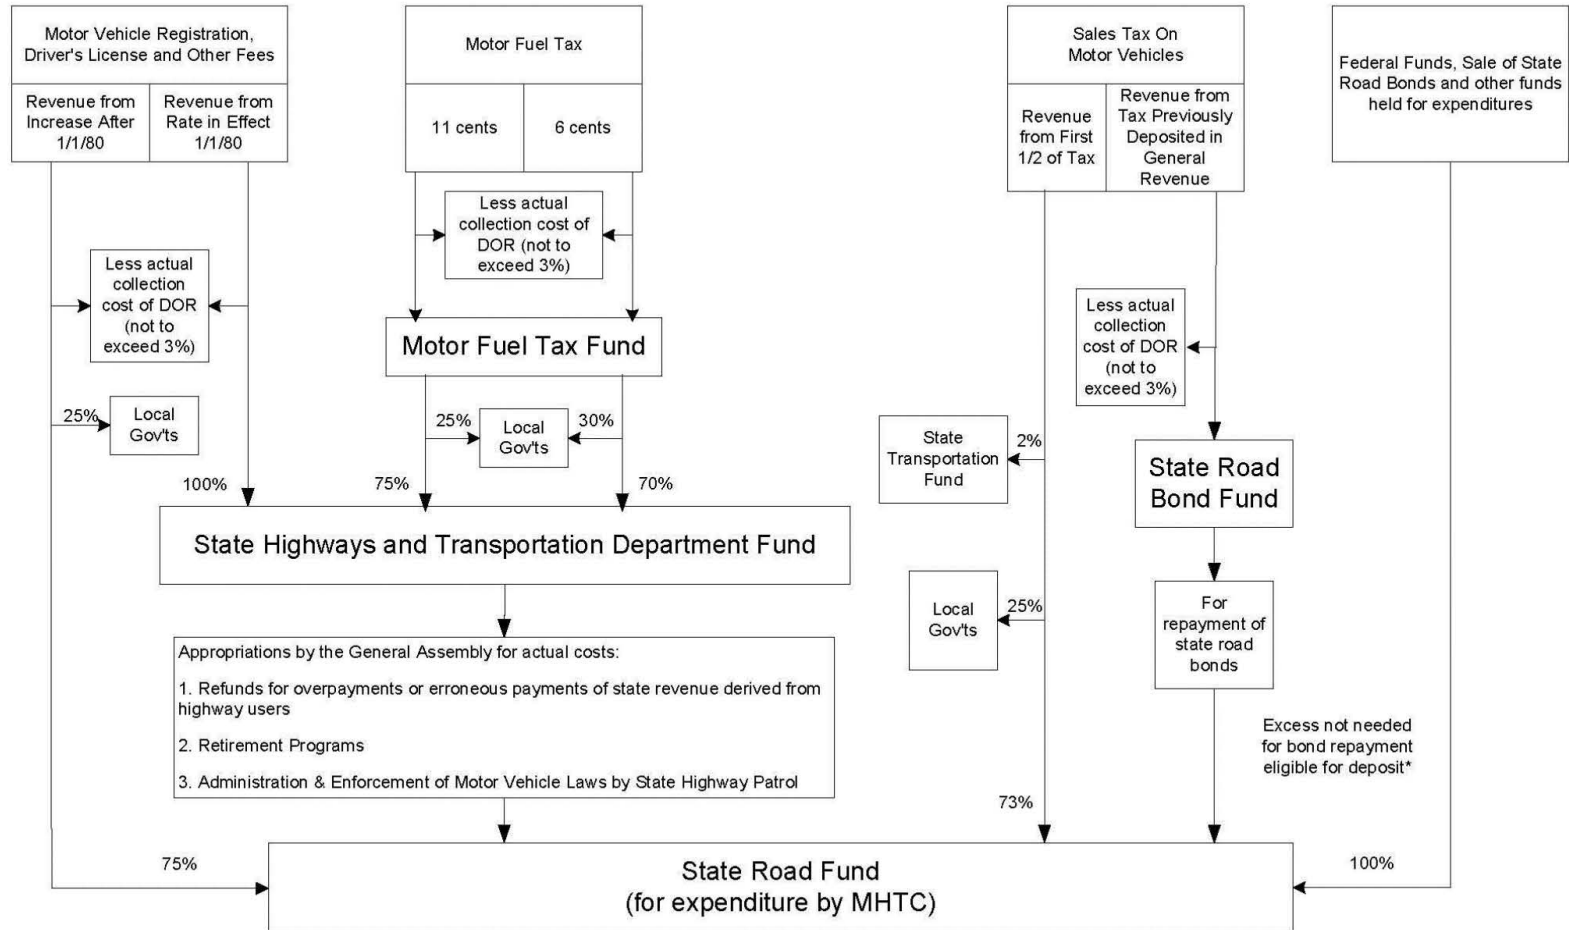 Motor Vehicle Registration,
Driver's License and Other Fees
Revenue from
Increase After
1/1/80
Revenue from
Rate in Effect
1/1/80
Motor Fuel Tax
11 cents
6 cents
Sales Tax On
Motor Vehicles
Revenue
from First
1/2 of Tax
Revenue from
Tax Previously
Deposited in
General
Revenue
Federal Funds, Sale of State
Road Bonds and other funds
held for expenditures
Less actual
collection
cost of DOR
(not to
exceed 3%)
Less actual
collection cost of
DOR (not to
exceed 3%)
Less actual
collection
cost of DOR
(not to
exceed 3%)
Motor Fuel Tax Fund
25%
Local
Gov'ts
25%
Local
Gov'ts
30%
State
Transportation
Fund
2%
State Road
Bond Fund
100%
75%
70%
State Highways and Transportation Department Fund
Local
Gov'ts
25%
For
repayment of
state road
bonds
Appropriations by the General Assembly for actual costs:
1. Refunds for overpayments or erroneous payments of state revenue derived from
highway users
2. Retirement Programs
3. Administration & Enforcement of Motor Vehicle Laws by State Highway Patrol
Excess not needed
for bond repayment
eligible for deposit*
73%
75%
State Road Fund
(for expenditure by MHTC)
100%